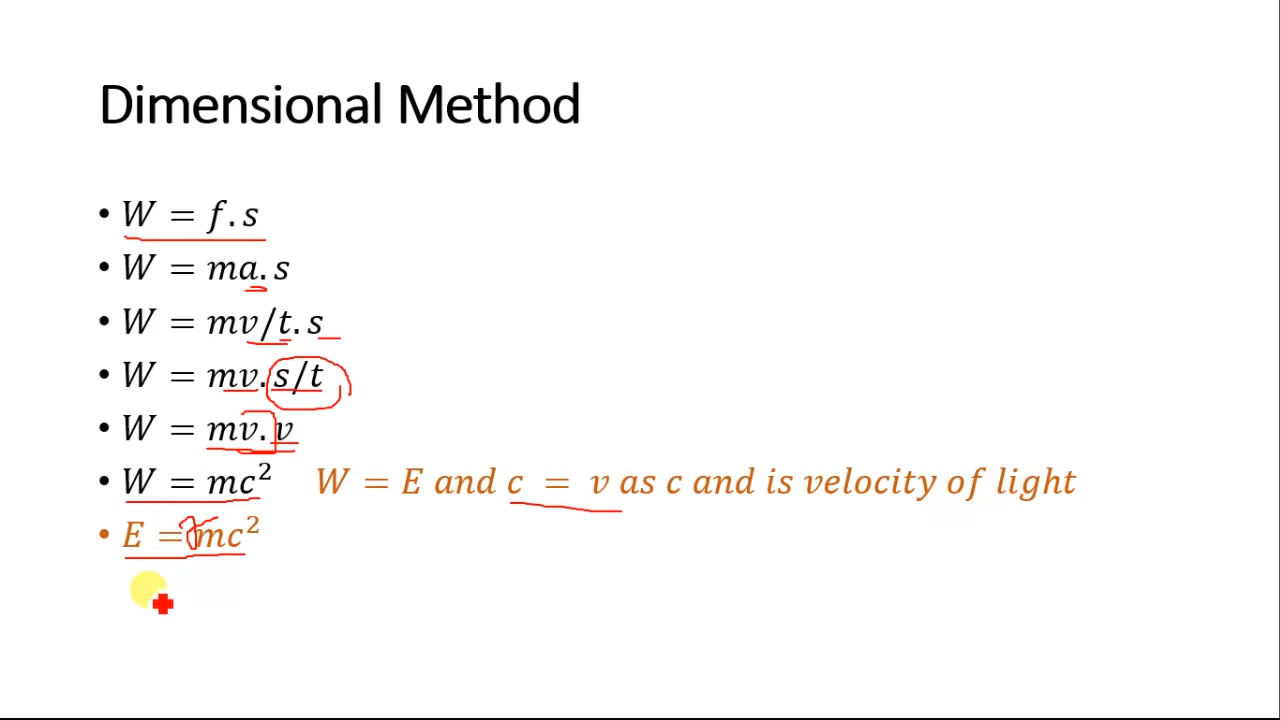 Dimensional Method
• W = f.s
• W = ma.s
• W = mv/t.s
• W = mv.s/t
• W = mv.v
• W = mc² W = E and c = v as c and is velocity of light
• E = mc²